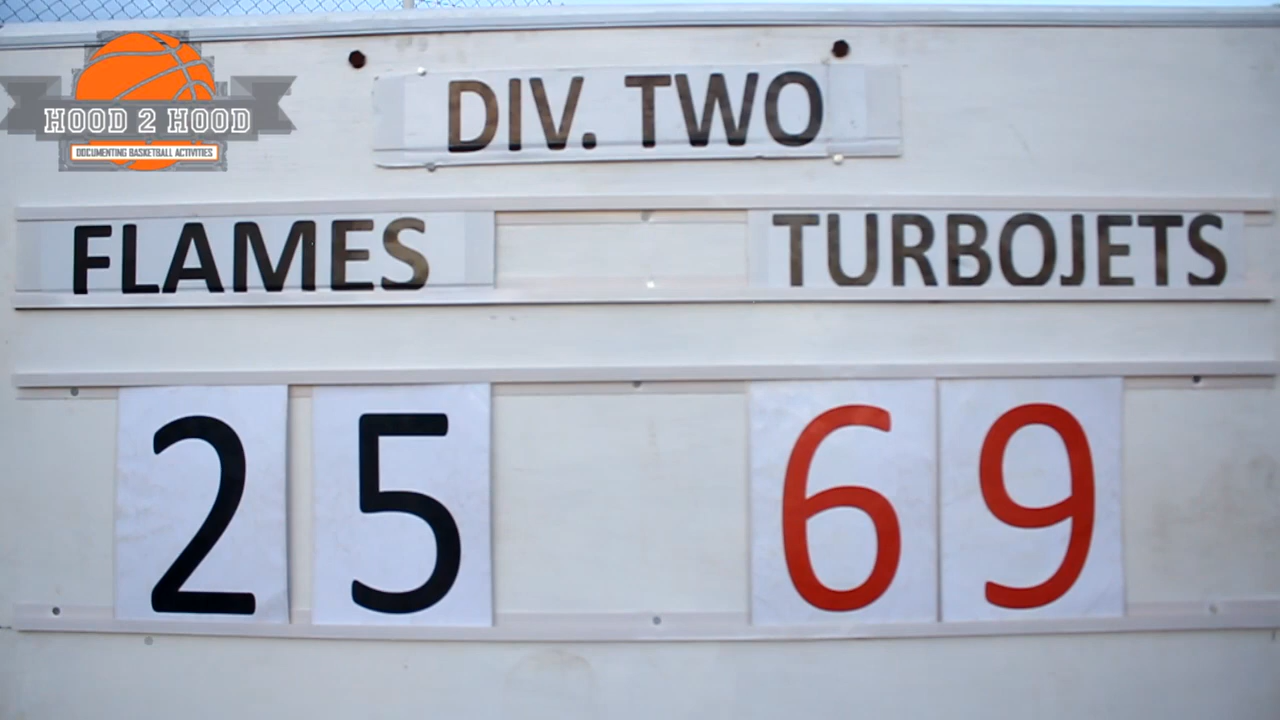 HOOD 2 HOOD
DOCUMENTING BASKETBALL ACTIVITIES
DIV. TWO
FLAMES TURBOJETS
25 69